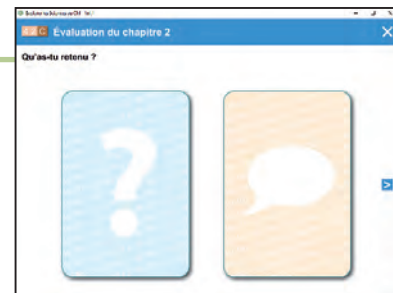 Évaluation du chapitre 2
Qu'as-tu retenu ?
?
>